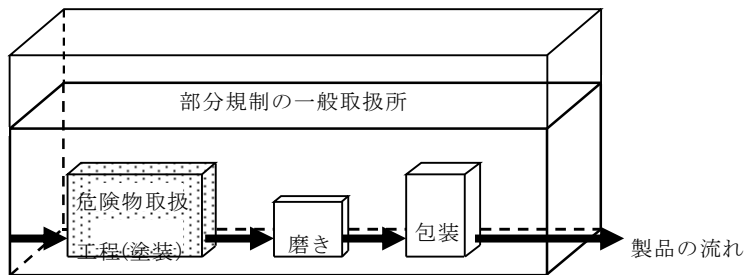 部分規制の一般取扱所
危険物取扱
工程(塗装)
磨き
包装
製品の流れ